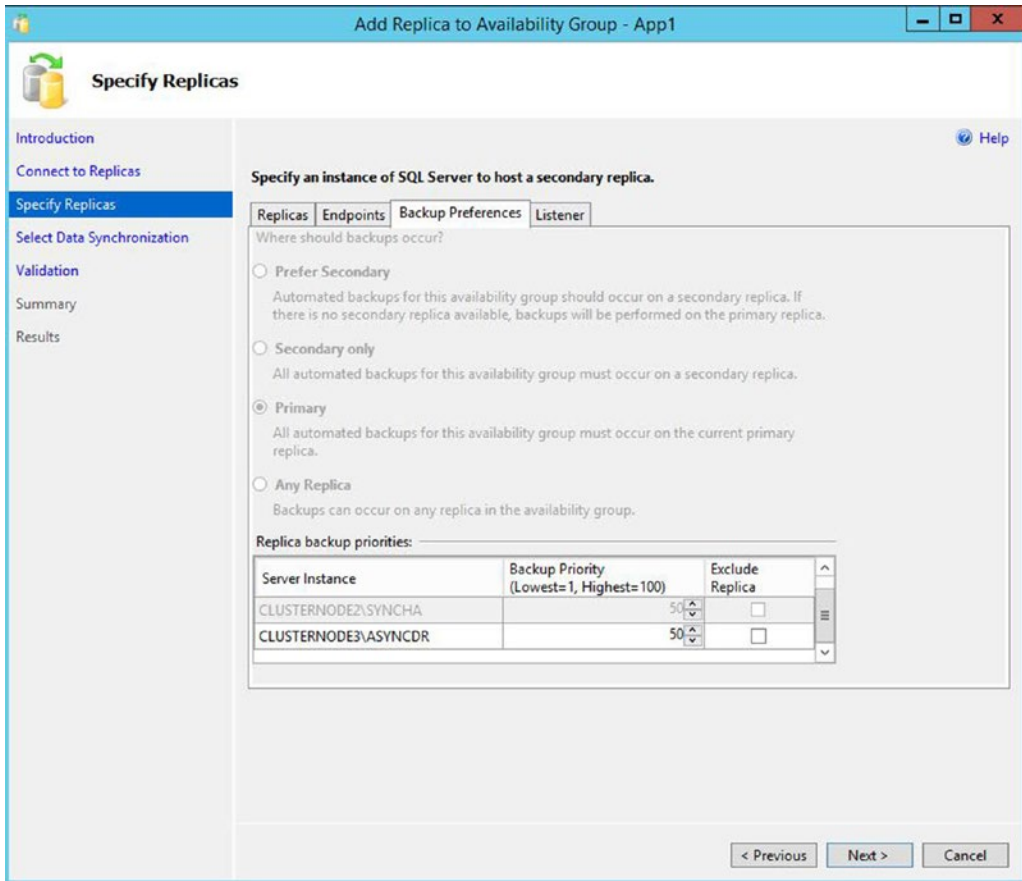 Add Replica to Availability Group - App1
Specify Replicas
Introduction
Connect to Replicas
Specify Replicas
Select Data Synchronization
Validation
Summary
Results
Help
Specify an instance of SQL Server to host a secondary replica.
Replicas Endpoints Backup Preferences Listener
Where should backups occur?
Prefer Secondary
Automated backups for this availability group should occur on a secondary replica. If
there is no secondary replica available, backups will be performed on the primary replica.
Secondary only
All automated backups for this availability group must occur on a secondary replica.
Primary
All automated backups for this availability group must occur on the current primary
replica.
Any Replica
Backups can occur on any replica in the availability group.
Replica backup priorities:
Server Instance
Backup Priority
(Lowest=1, Highest=100)
Exclude
Replica
CLUSTERNODE2\SYNCHA 50
CLUSTERNODE3\ASYNCDR 50
< Previous Next > Cancel